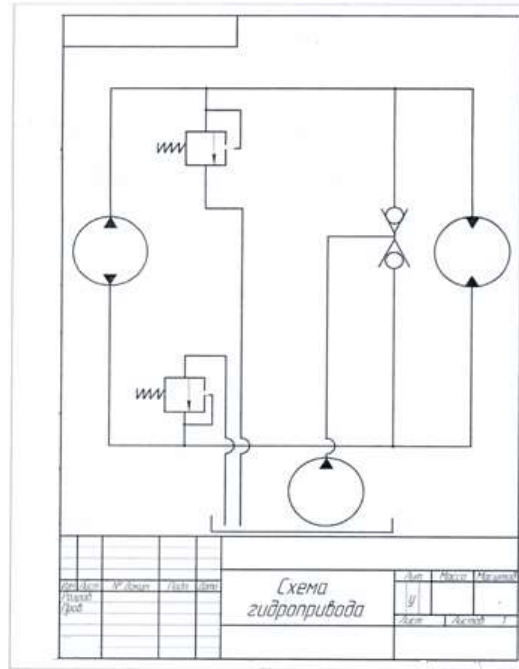 Схема
гидропривода
Изм Лист № докум Подп Дата
Разраб
Пров
Лит Масса Масштаб
у
Лист Листов 1